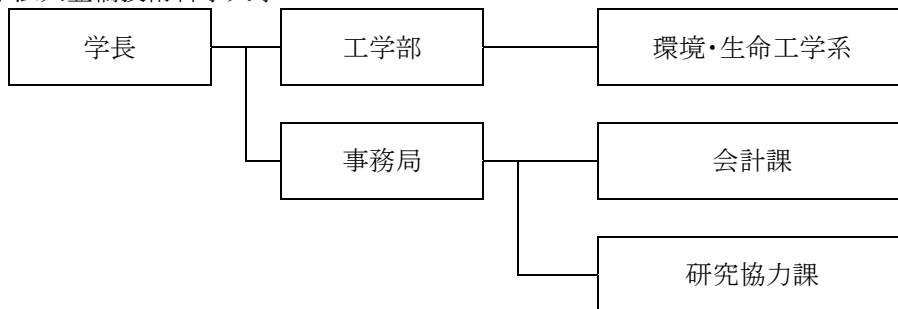 学長
工学部
環境・生命工学系
事務局
会計課
研究協力課